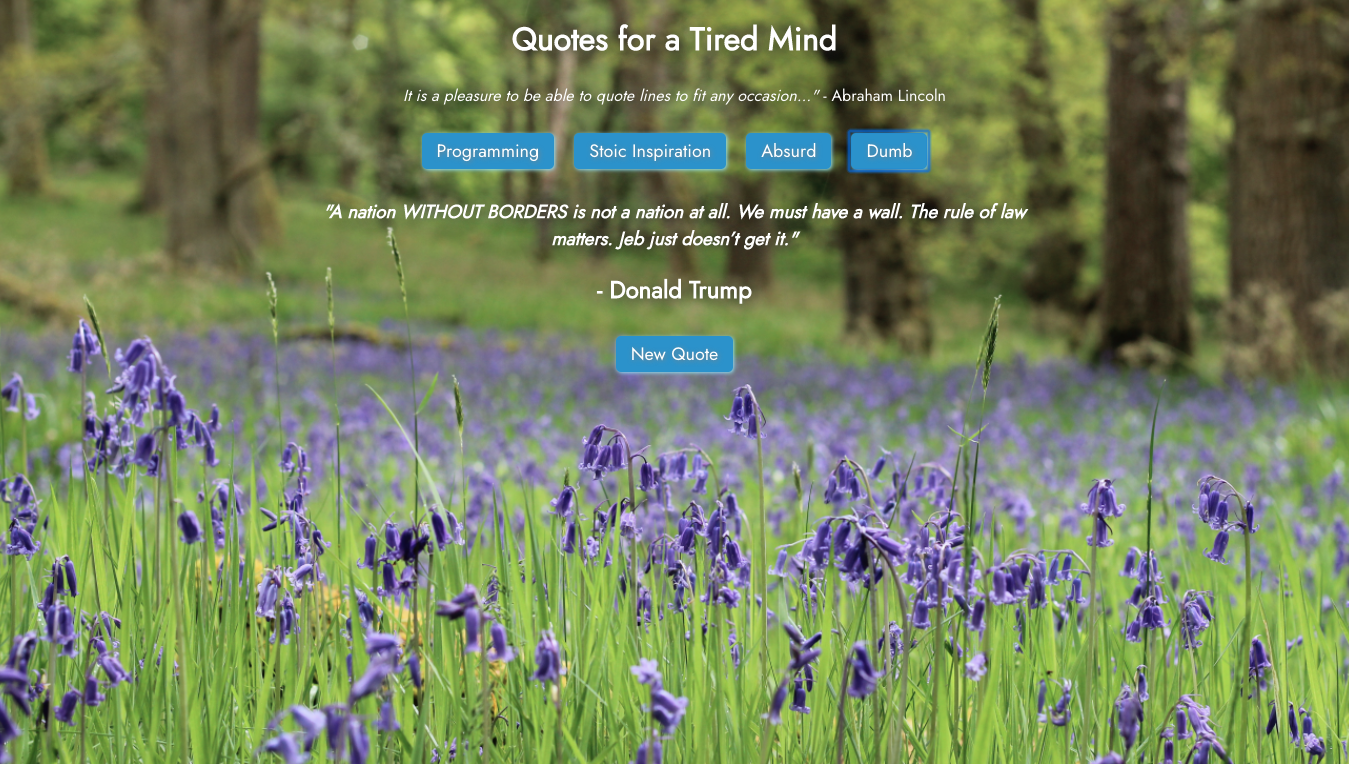 Quotes for a Tired Mind
It is a pleasure to be able to quote lines to fit any occasion..." - Abraham Lincoln
Programming
Stoic Inspiration
Absurd
Dumb
"A nation WITHOUT BORDERS is not a nation at all. We must have a wall. The rule of law
matters. Jeb just doesn’t get it."
- Donald Trump
New Quote